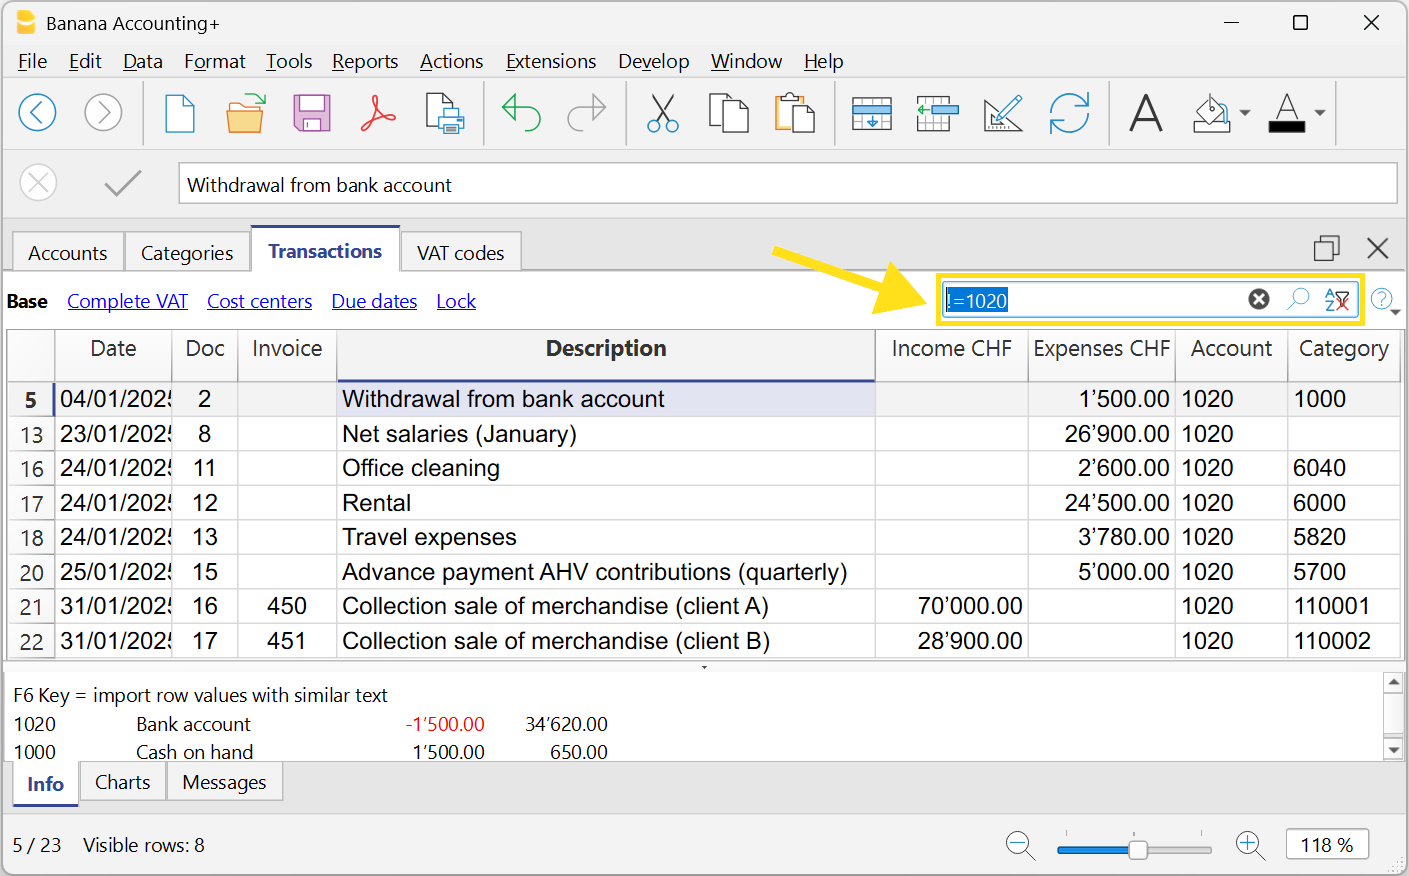 Banana Accounting+
File Edit Data Format Tools Reports Actions Extensions Develop Window Help
Withdrawal from bank account
Accounts Categories Transactions VAT codes
Base Complete VAT Cost centers Due dates Lock !=1020
Date Doc Invoice Description Income CHF Expenses CHF Account Category
5 04/01/2025 2 Withdrawal from bank account 1’500.00 1020 1000
13 23/01/2025 8 Net salaries (January) 26’900.00 1020
16 24/01/2025 11 Office cleaning 2’600.00 1020 6040
17 24/01/2025 12 Rental 24’500.00 1020 6000
18 24/01/2025 13 Travel expenses 3’780.00 1020 5820
20 25/01/2025 15 Advance payment AHV contributions (quarterly) 5’000.00 1020 5700
21 31/01/2025 16 450 Collection sale of merchandise (client A) 70’000.00 1020 110001
22 31/01/2025 17 451 Collection sale of merchandise (client B) 28’900.00 1020 110002
F6 Key = import row values with similar text
1020 Bank account -1’500.00 34’620.00
1000 Cash on hand 1’500.00 650.00
Info Charts Messages
5 / 23 Visible rows: 8 118 %